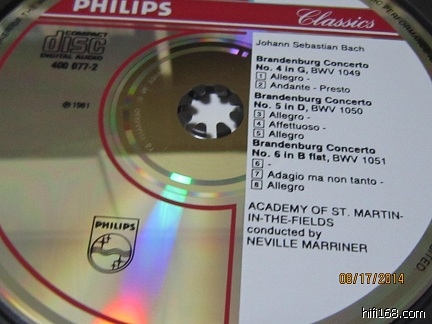 PHILIPS
Classics
COMPACT
disc
DIGITAL AUDIO
400 077-2
℗ 1981
Johann Sebastian Bach
Brandenburg Concerto
No. 4 in G, BWV 1049
1 Allegro -
2 Andante - Presto
Brandenburg Concerto
No. 5 in D, BWV 1050
3 Allegro -
4 Affettuoso -
5 Allegro
Brandenburg Concerto
No. 6 in B flat, BWV 1051
6 -
7 Adagio ma non tanto -
8 Allegro
ACADEMY OF ST. MARTIN-
IN-THE-FIELDS
conducted by
NEVILLE MARRINER
PHILIPS
08/17/2014
hifi168.com